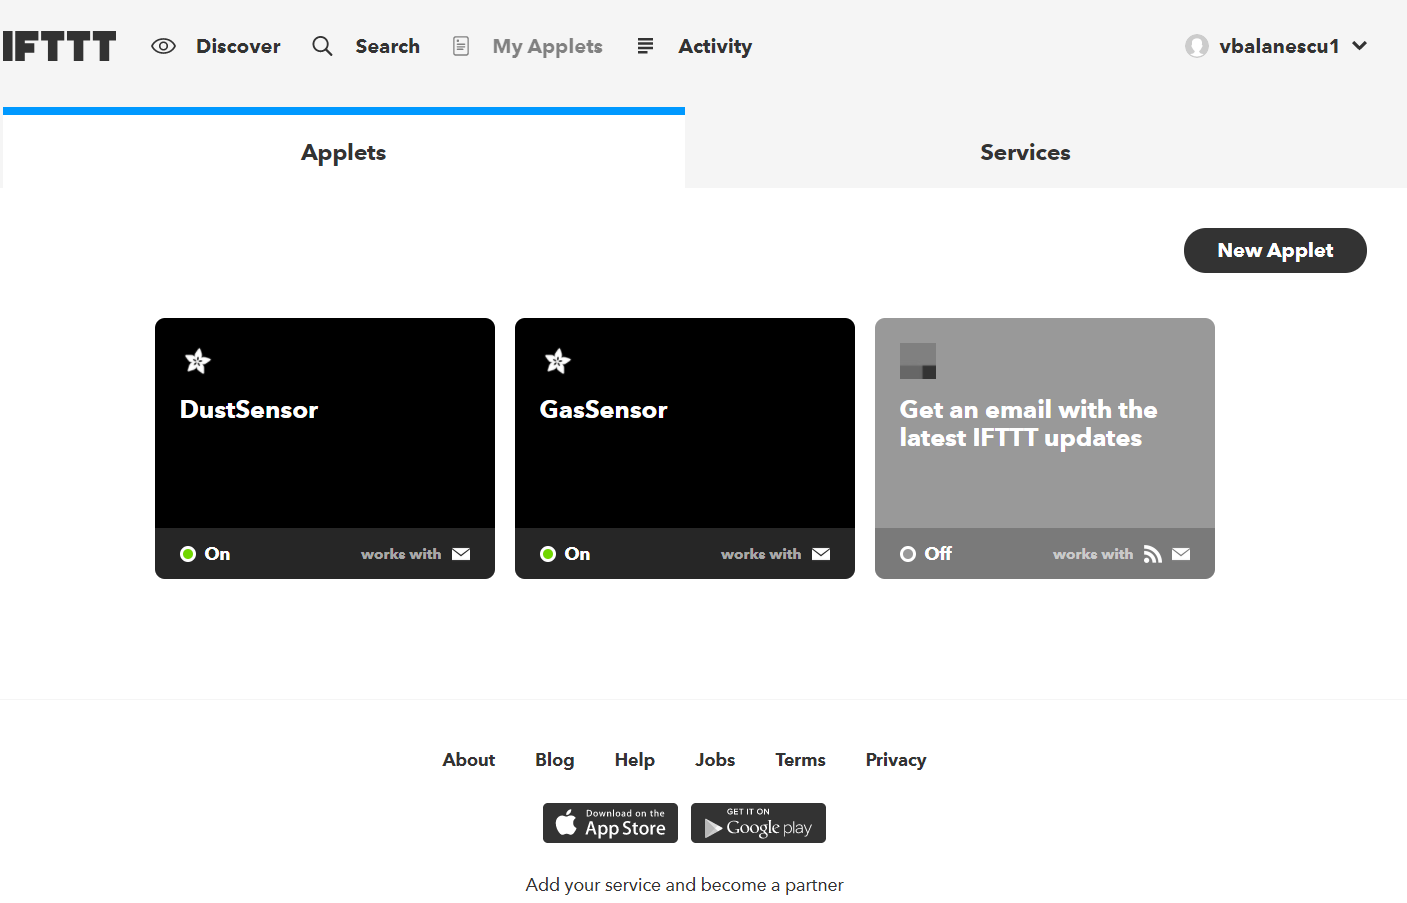 IFTTT Discover Search My Applets Activity vbalanescu1
Applets Services
New Applet
DustSensor
On works with
GasSensor
On works with
Get an email with the
latest IFTTT updates
Off works with
About Blog Help Jobs Terms Privacy
Download on the
App Store
GET IT ON
Google play
Add your service and become a partner